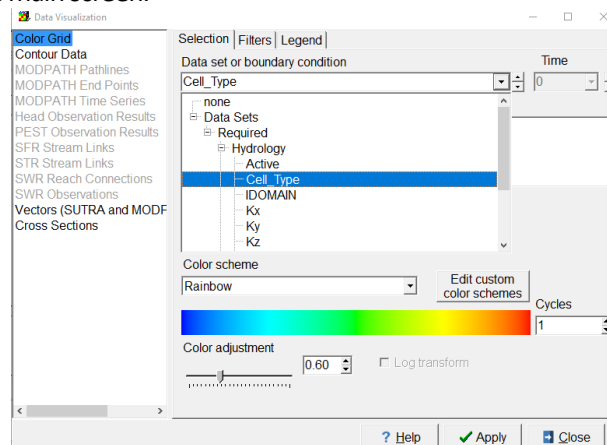 main screen.
Data Visualization
Color Grid
Contour Data
MODPATH Pathlines
MODPATH End Points
MODPATH Time Series
Head Observation Results
PEST Observation Results
SFR Stream Links
STR Stream Links
SWR Reach Connections
SWR Observations
Vectors (SUTRA and MODF
Cross Sections
Selection Filters Legend
Data set or boundary condition
Time
Cell_Type
0
none
Data Sets
Required
Hydrology
Active
Cell_Type
IDOMAIN
Kx
Ky
Kz
Color scheme
Rainbow
Edit custom
color schemes
Cycles
1
Color adjustment
0.60
Log transform
? Help
Apply
Close